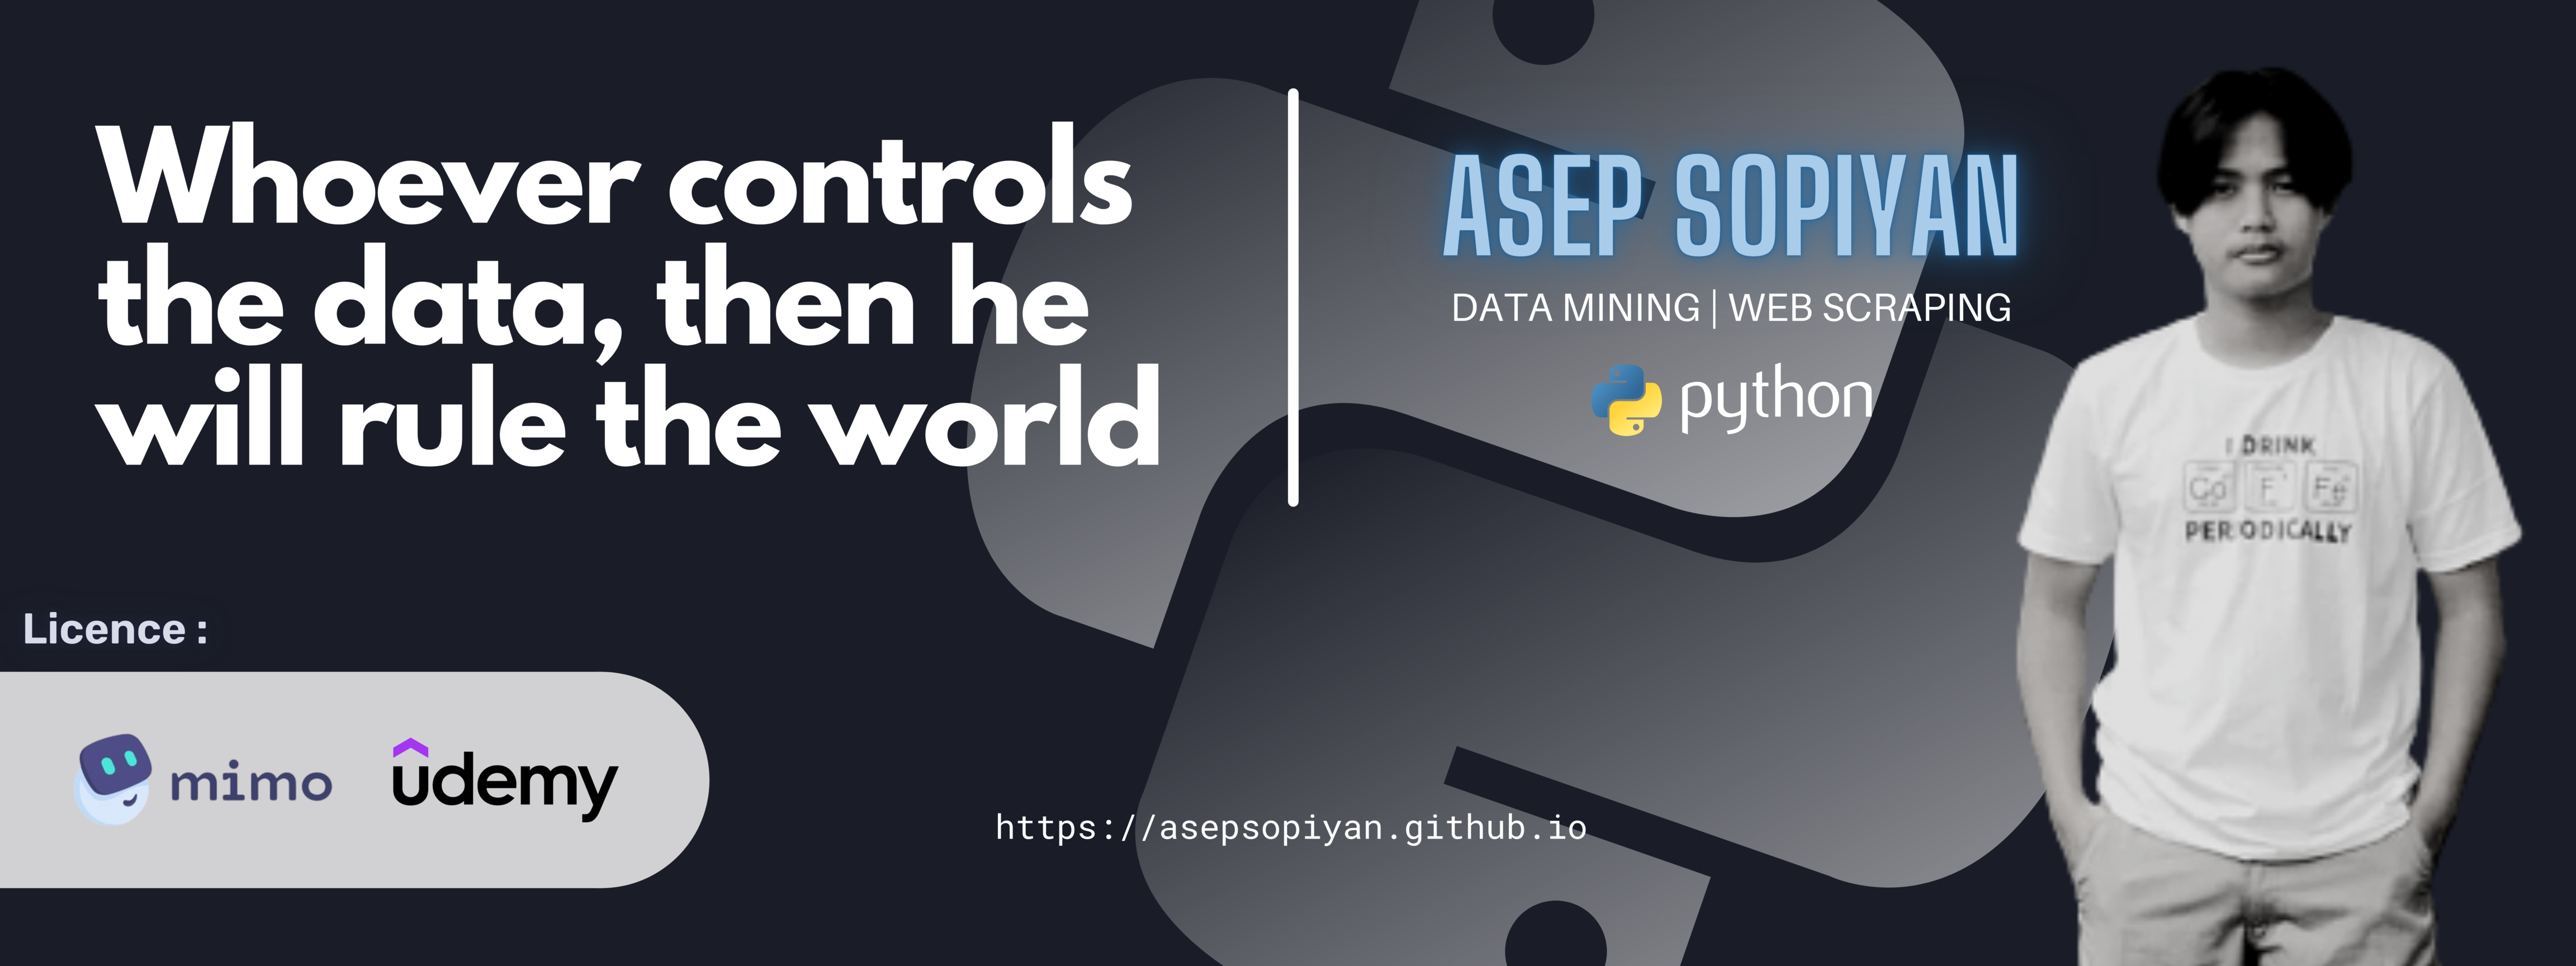 Whoever controls
the data, then he
will rule the world
ASEP SOPIYAN
DATA MINING | WEB SCRAPING
python
I DRINK
Co F Fe
PERIODICALLY
Licence :
mimo
udemy
https://asepsopiyan.github.io